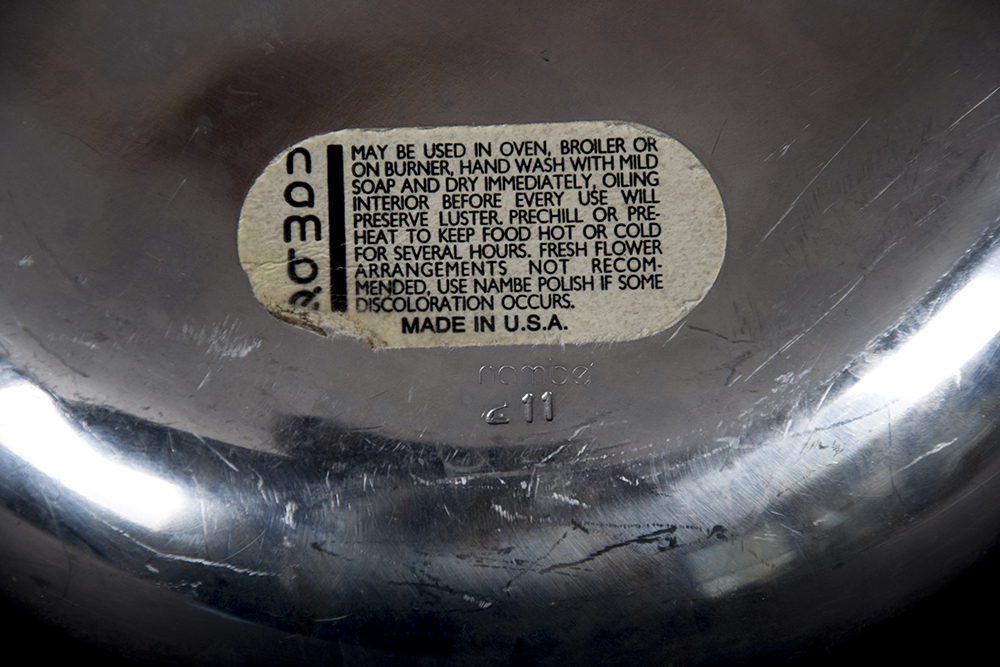 nambé
MAY BE USED IN OVEN, BROILER OR
ON BURNER, HAND WASH WITH MILD
SOAP AND DRY IMMEDIATELY, OILING
INTERIOR BEFORE EVERY USE WILL
PRESERVE LUSTER. PRECHILL OR PRE-
HEAT TO KEEP FOOD HOT OR COLD
FOR SEVERAL HOURS. FRESH FLOWER
ARRANGEMENTS NOT RECOM-
MENDED, USE NAMBE POLISH IF SOME
DISCOLORATION OCCURS.
MADE IN U.S.A.
nambé
11